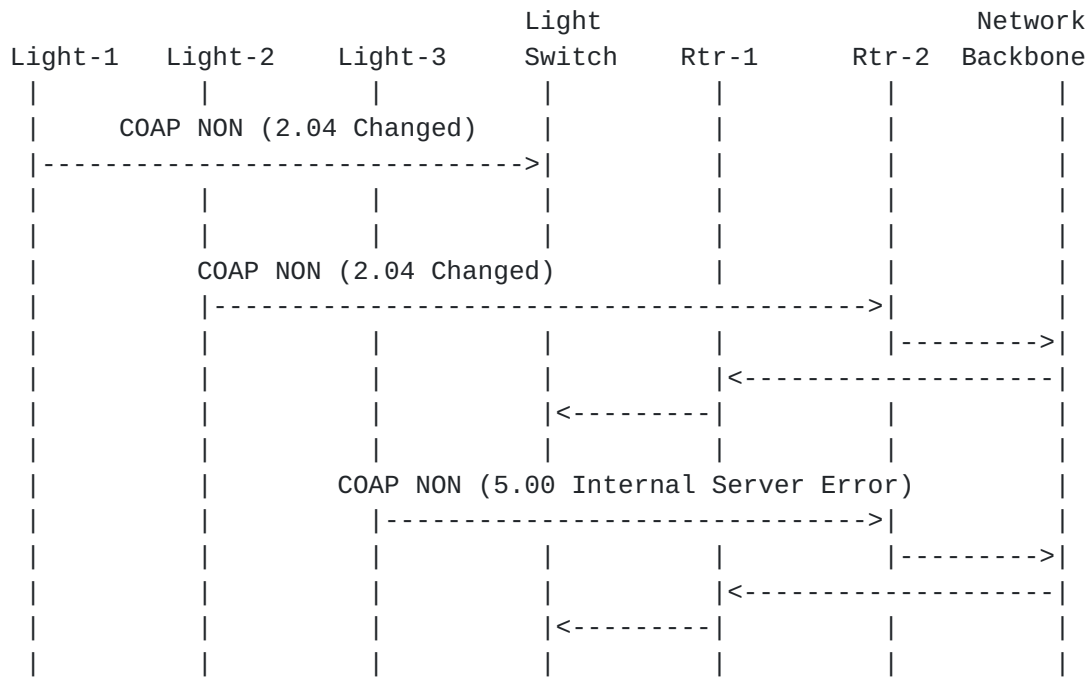 Light Network
Light-1 Light-2 Light-3 Switch Rtr-1 Rtr-2 Backbone
COAP NON (2.04 Changed)
COAP NON (2.04 Changed)
COAP NON (5.00 Internal Server Error)